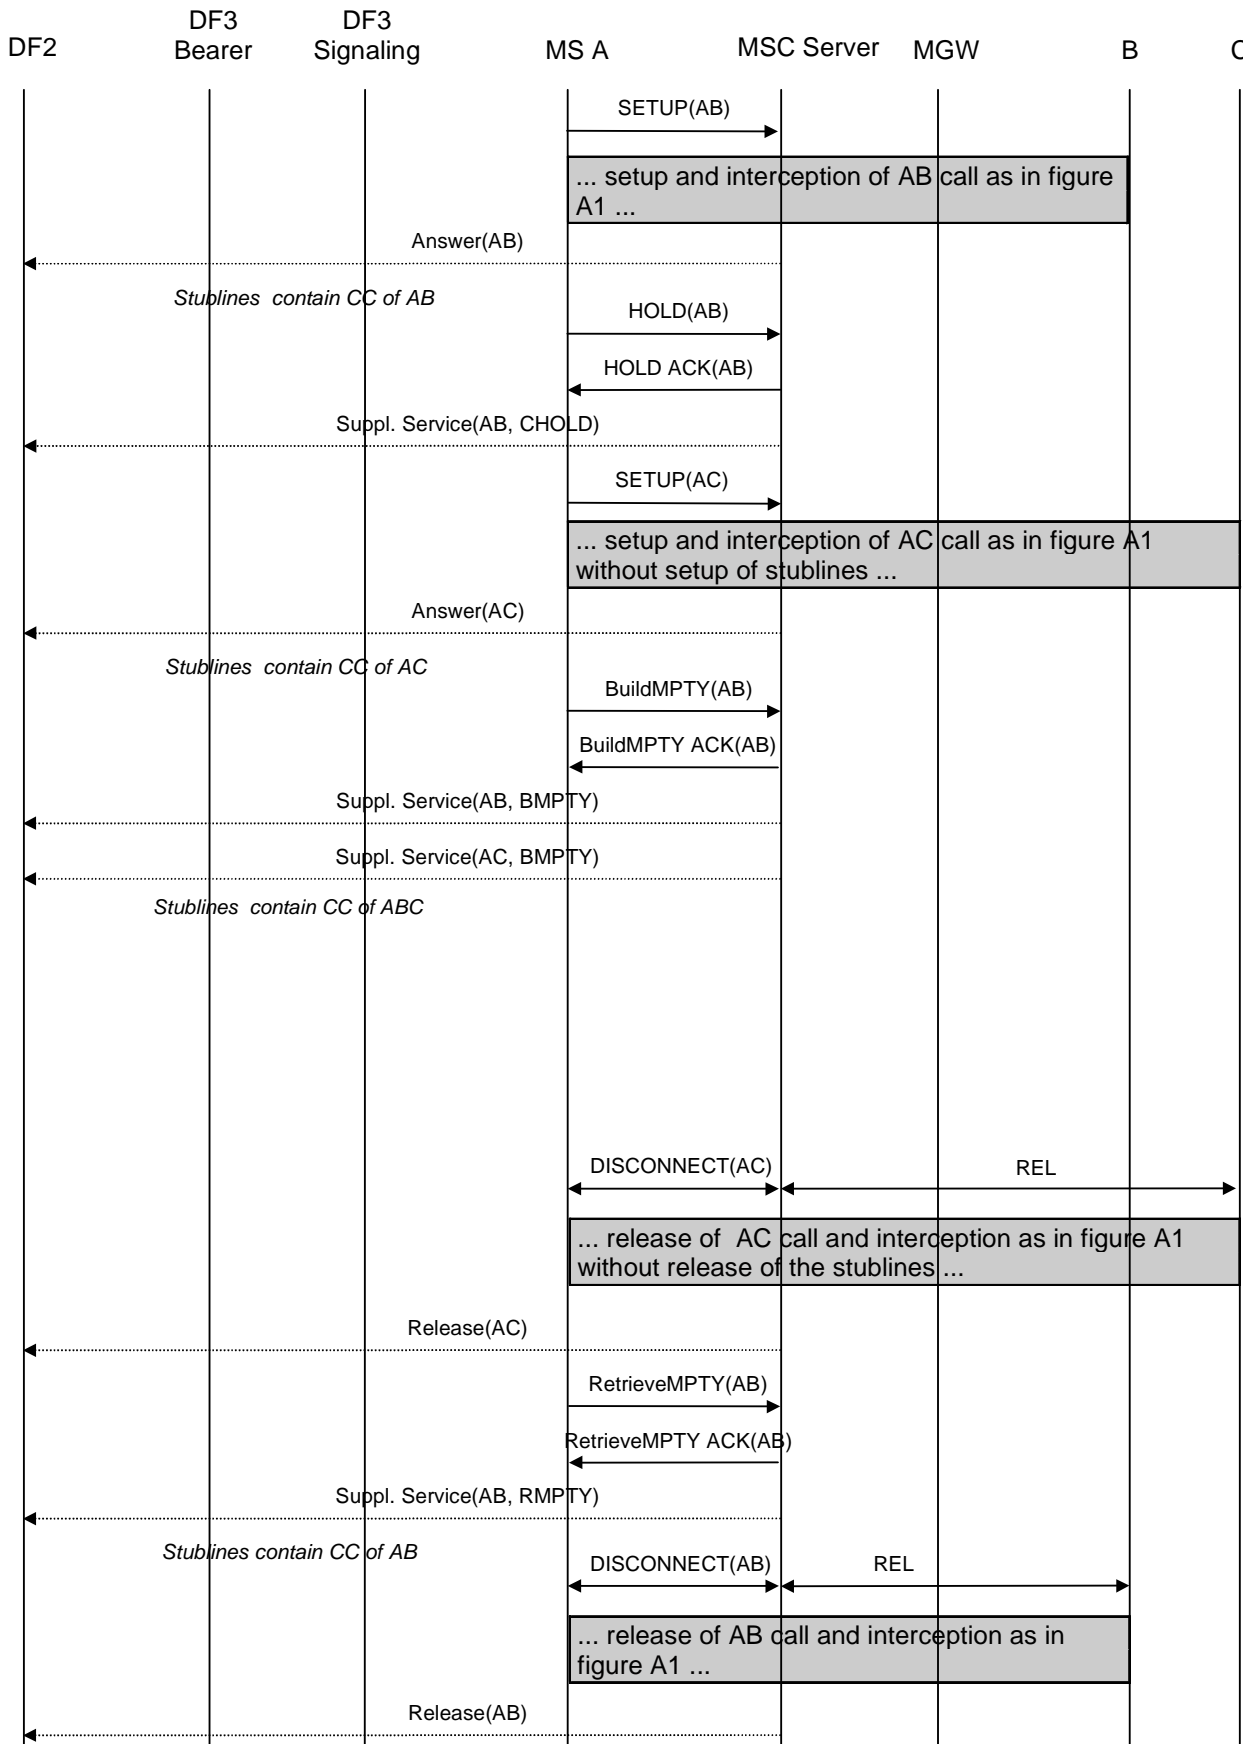 DF2
DF3
Bearer
DF3
Signaling
MS A
MSC Server
MGW
B
C
SETUP(AB)
... setup and interception of AB call as in figure
A1 ...
Answer(AB)
Stublines contain CC of AB
HOLD(AB)
HOLD ACK(AB)
Suppl. Service(AB, CHOLD)
SETUP(AC)
... setup and interception of AC call as in figure A1
without setup of stublines ...
Answer(AC)
Stublines contain CC of AC
BuildMPTY(AB)
BuildMPTY ACK(AB)
Suppl. Service(AB, BMPTY)
Suppl. Service(AC, BMPTY)
Stublines contain CC of ABC
DISCONNECT(AC)
REL
... release of AC call and interception as in figure A1
without release of the stublines ...
Release(AC)
RetrieveMPTY(AB)
RetrieveMPTY ACK(AB)
Suppl. Service(AB, RMPTY)
Stublines contain CC of AB
DISCONNECT(AB)
REL
... release of AB call and interception as in
figure A1 ...
Release(AB)